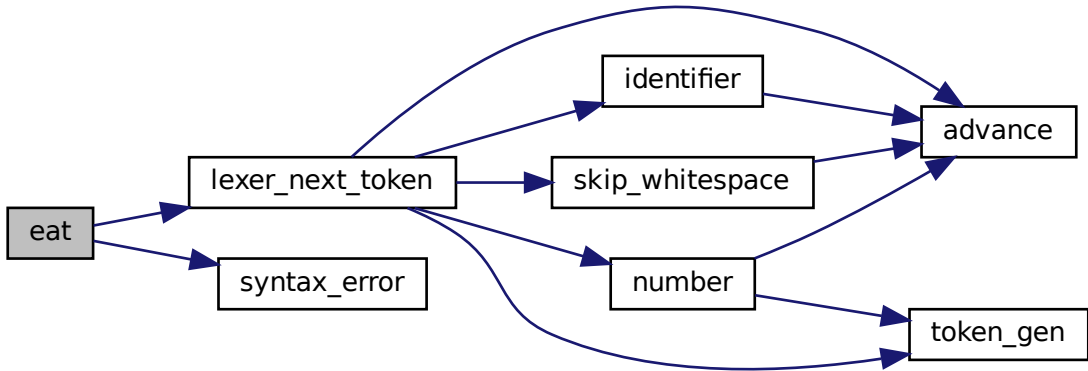 eat
lexer_next_token
syntax_error
identifier
skip_whitespace
number
advance
token_gen